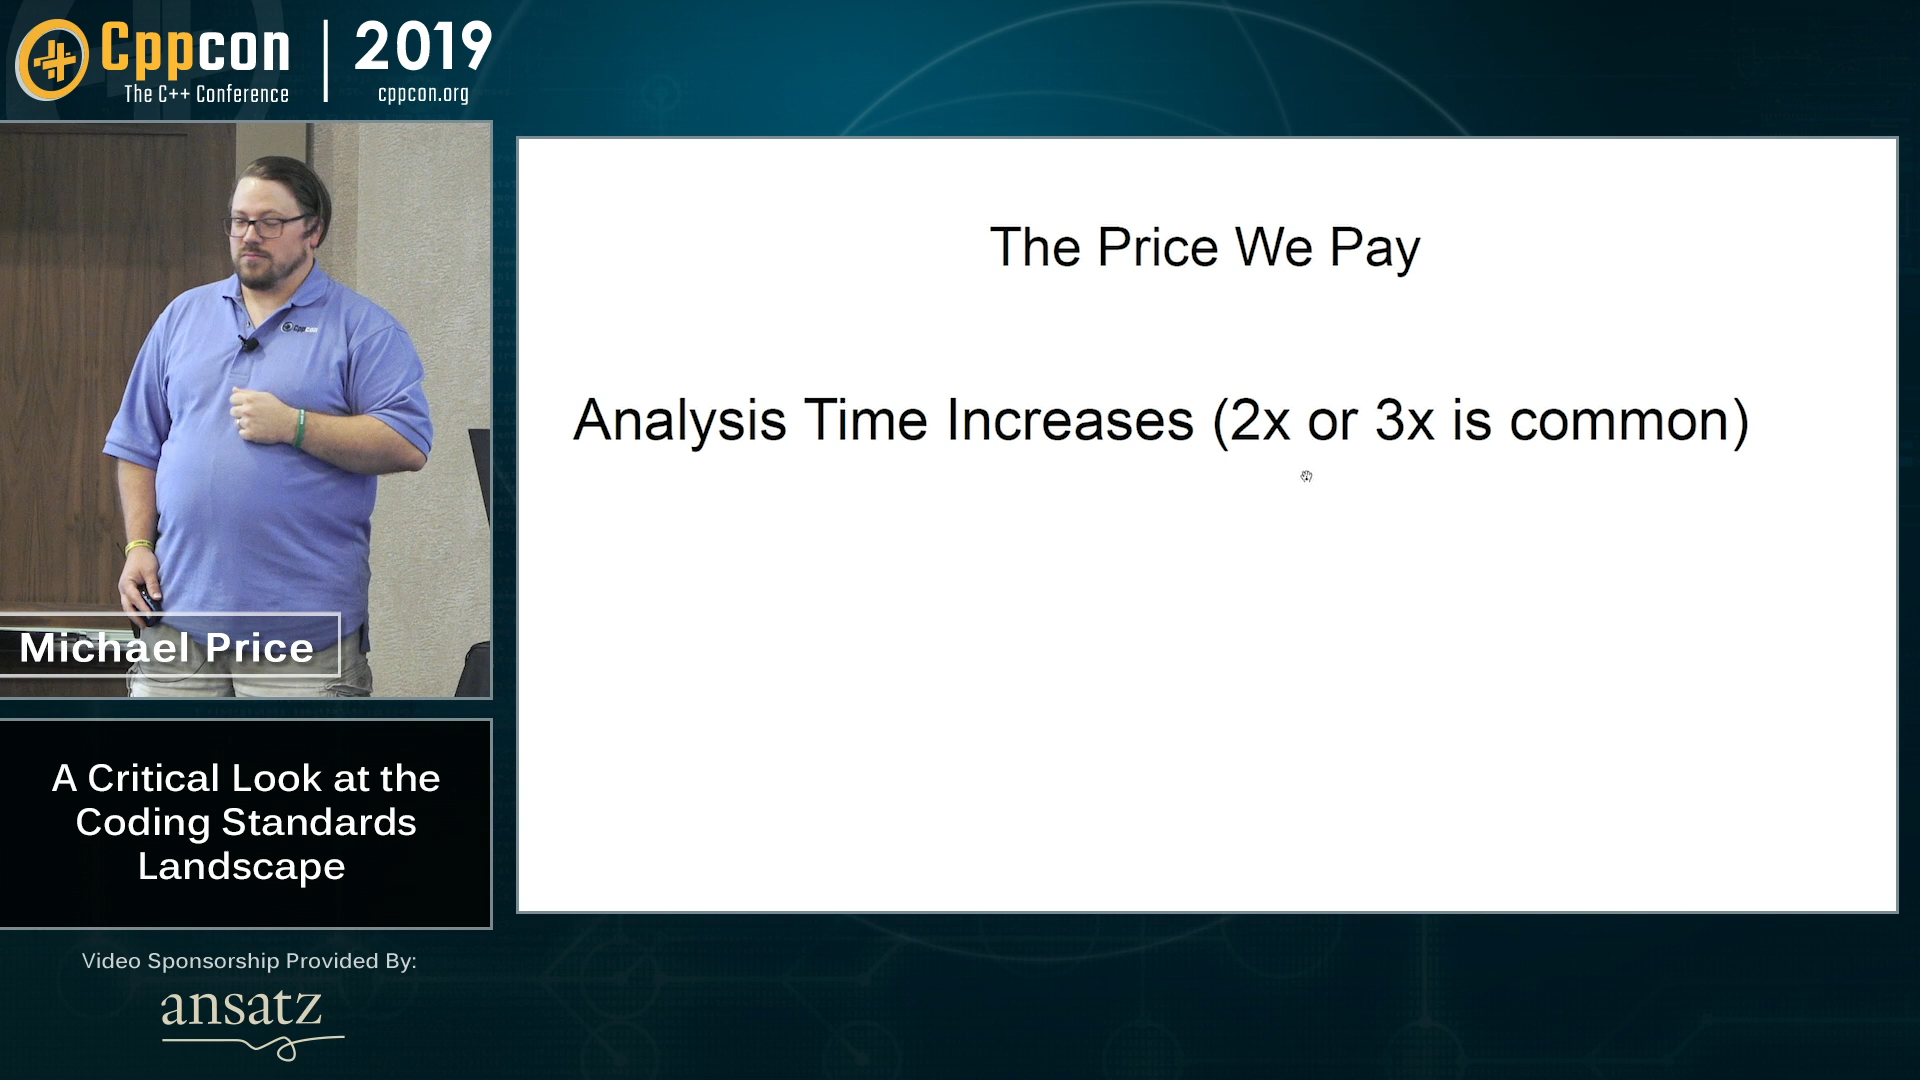 Cppcon
The C++ Conference
2019
cppcon.org
Cppcon
Michael Price
A Critical Look at the
Coding Standards
Landscape
Video Sponsorship Provided By:
ansatz
The Price We Pay
Analysis Time Increases (2x or 3x is common)